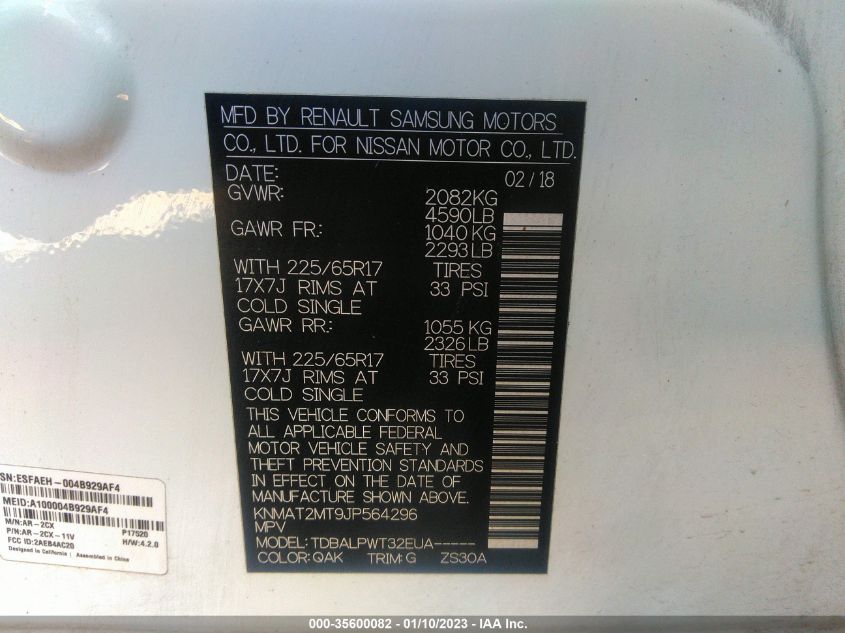 MFD BY RENAULT SAMSUNG MOTORS
CO., LTD. FOR NISSAN MOTOR CO., LTD.
DATE: 02/18
GVWR: 2082KG
4590LB
GAWR FR: 1040 KG
2293 LB
WITH 225/65R17 TIRES
17X7J RIMS AT 33 PSI
COLD SINGLE
GAWR RR: 1055 KG
2326 LB
WITH 225/65R17 TIRES
17X7J RIMS AT 33 PSI
COLD SINGLE
THIS VEHICLE CONFORMS TO
ALL APPLICABLE FEDERAL
MOTOR VEHICLE SAFETY AND
THEFT PREVENTION STANDARDS
IN EFFECT ON THE DATE OF
MANUFACTURE SHOWN ABOVE.
KNMAT2MT9JP564296
MPV
MODEL: TDBALPWT32EUA-----
COLOR: QAK TRIM: G ZS30A
SN:ESFAEH-004B929AF4
MEID:A100004B929AF4
M/N:AR-2CX P17520
P/N:AR-2CX-11V H/W:4.2.0
FCC ID:2AEB4AC20
Designed in California, Made in China
000-35600082 - 01/10/2023 - IAA Inc.